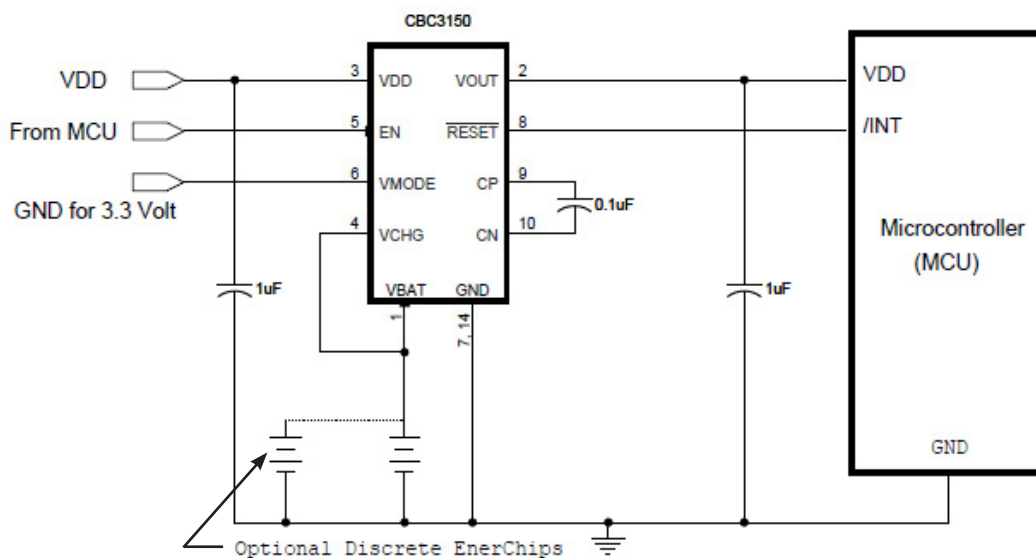 CBC3150
VDD
From MCU
GND for 3.3 Volt
3
5
6
4
VDD
EN
VMODE
VCHG
VBAT
GND
VOUT
RESET
CP
CN
1
7, 14
2
8
9
10
0.1uF
1uF
1uF
VDD
/INT
Microcontroller
(MCU)
GND
Optional Discrete EnerChips